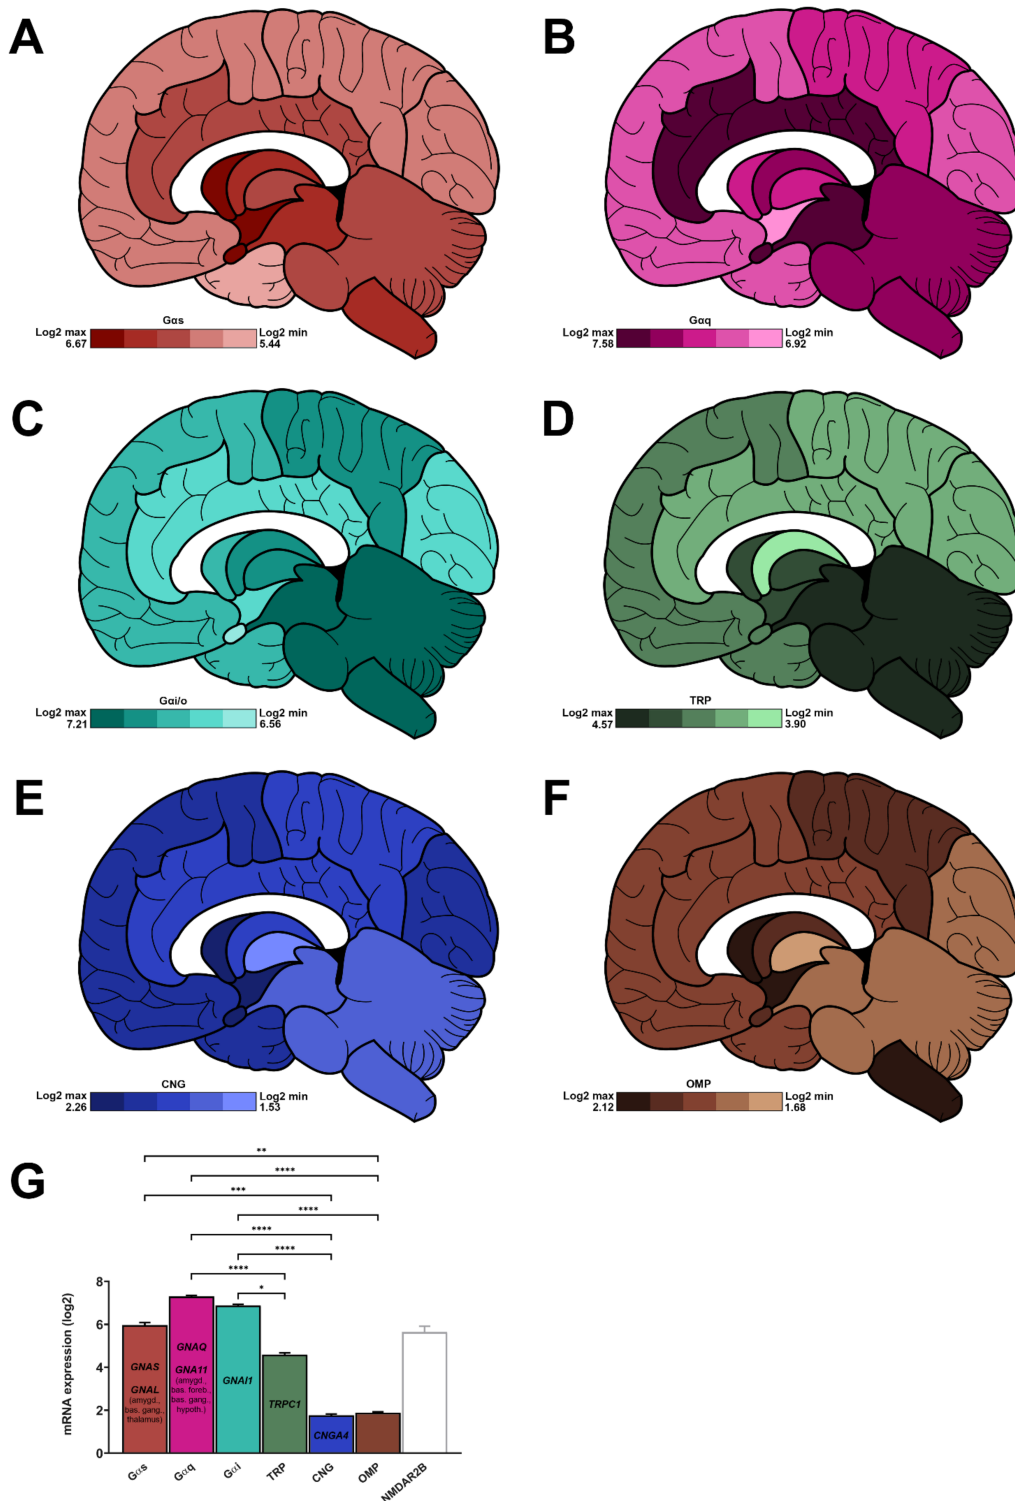 A
B
Gαs
Log2 max
6.67
Log2 min
5.44
Gαq
Log2 max
7.58
Log2 min
6.92
C
D
Gαi/o
Log2 max
7.21
Log2 min
6.56
TRP
Log2 max
4.57
Log2 min
3.90
E
F
CNG
Log2 max
2.26
Log2 min
1.53
OMP
Log2 max
2.12
Log2 min
1.68
G
**
****
***
****
****
****
****
*
mRNA expression (log2)
8
6
4
2
0
GNAS
GNAL
(amygd.,
bas. gang.,
thalamus)
GNAQ
GNA11
(amygd.,
bas. foreb.,
bas. gang.,
hypoth.)
GNAI1
TRPC1
CNGA4
Gαs
Gαq
Gαi
TRP
CNG
OMP
NMDAR2B